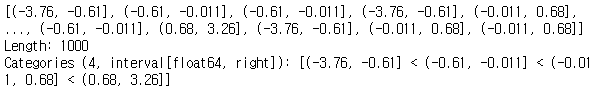 [(-3.76, -0.61], (-0.61, -0.011], (-0.61, -0.011], (-3.76, -0.61], (-0.011, 0.68],
..., (-0.61, -0.011], (0.68, 3.26], (-3.76, -0.61], (-0.011, 0.68], (-0.011, 0.68]]
Length: 1000
Categories (4, interval[float64, right]): [(-3.76, -0.61] < (-0.61, -0.011] < (-0.01
1, 0.68] < (0.68, 3.26]]